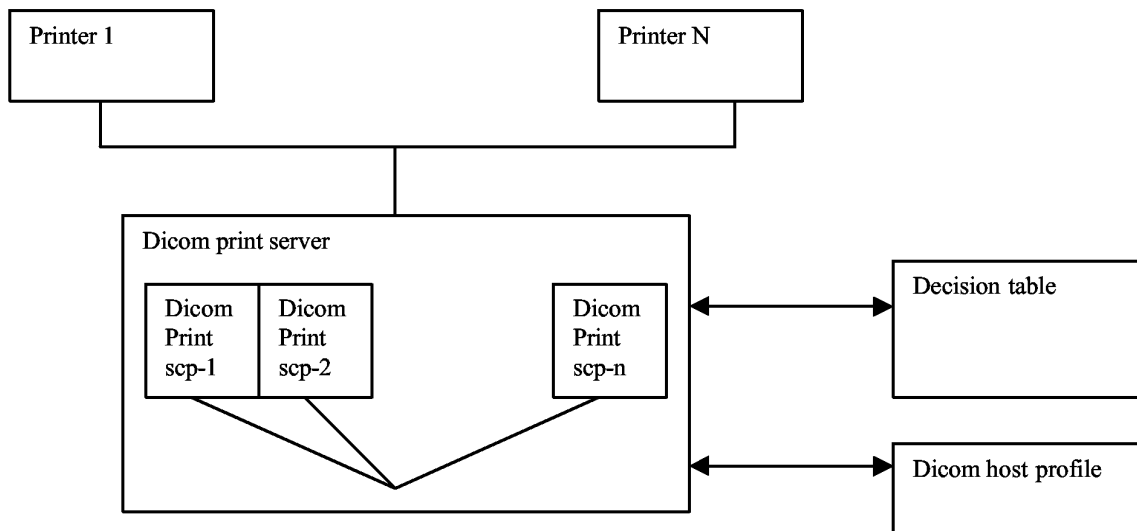 Printer 1
Printer N
Dicom print server
Dicom
Print
scp-1
Dicom
Print
scp-2
Dicom
Print
scp-n
Decision table
Dicom host profile